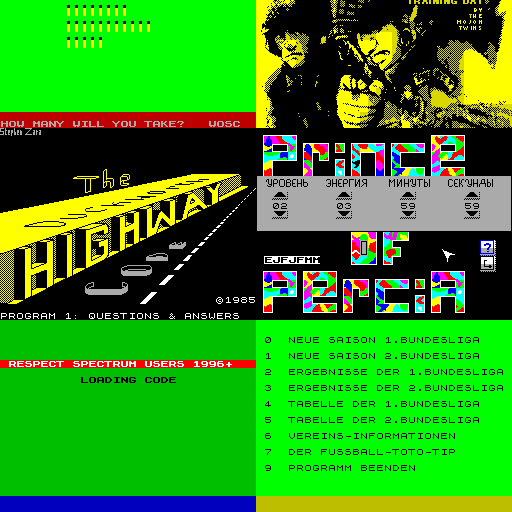 HOW MANY WILL YOU TAKE? WOSC
TRAINING DAY
BY
THE
MOJON
TWINS
The
HIGHWAY
©1985
PROGRAM 1: QUESTIONS & ANSWERS
PrincE
УРОВЕНЬ ЭНЕРГИЯ МИНУТЫ СЕКУНДЫ
02 03 59 59
OF
EJFJFMM
PErciA
RESPECT SPECTRUM USERS 1996+
LOADING CODE
0 NEUE SAISON 1.BUNDESLIGA
1 NEUE SAISON 2.BUNDESLIGA
2 ERGEBNISSE DER 1.BUNDESLIGA
3 ERGEBNISSE DER 2.BUNDESLIGA
4 TABELLE DER 1.BUNDESLIGA
5 TABELLE DER 2.BUNDESLIGA
6 VEREINS-INFORMATIONEN
7 DER FUSSBALL-TOTO-TIP
9 PROGRAMM BEENDEN